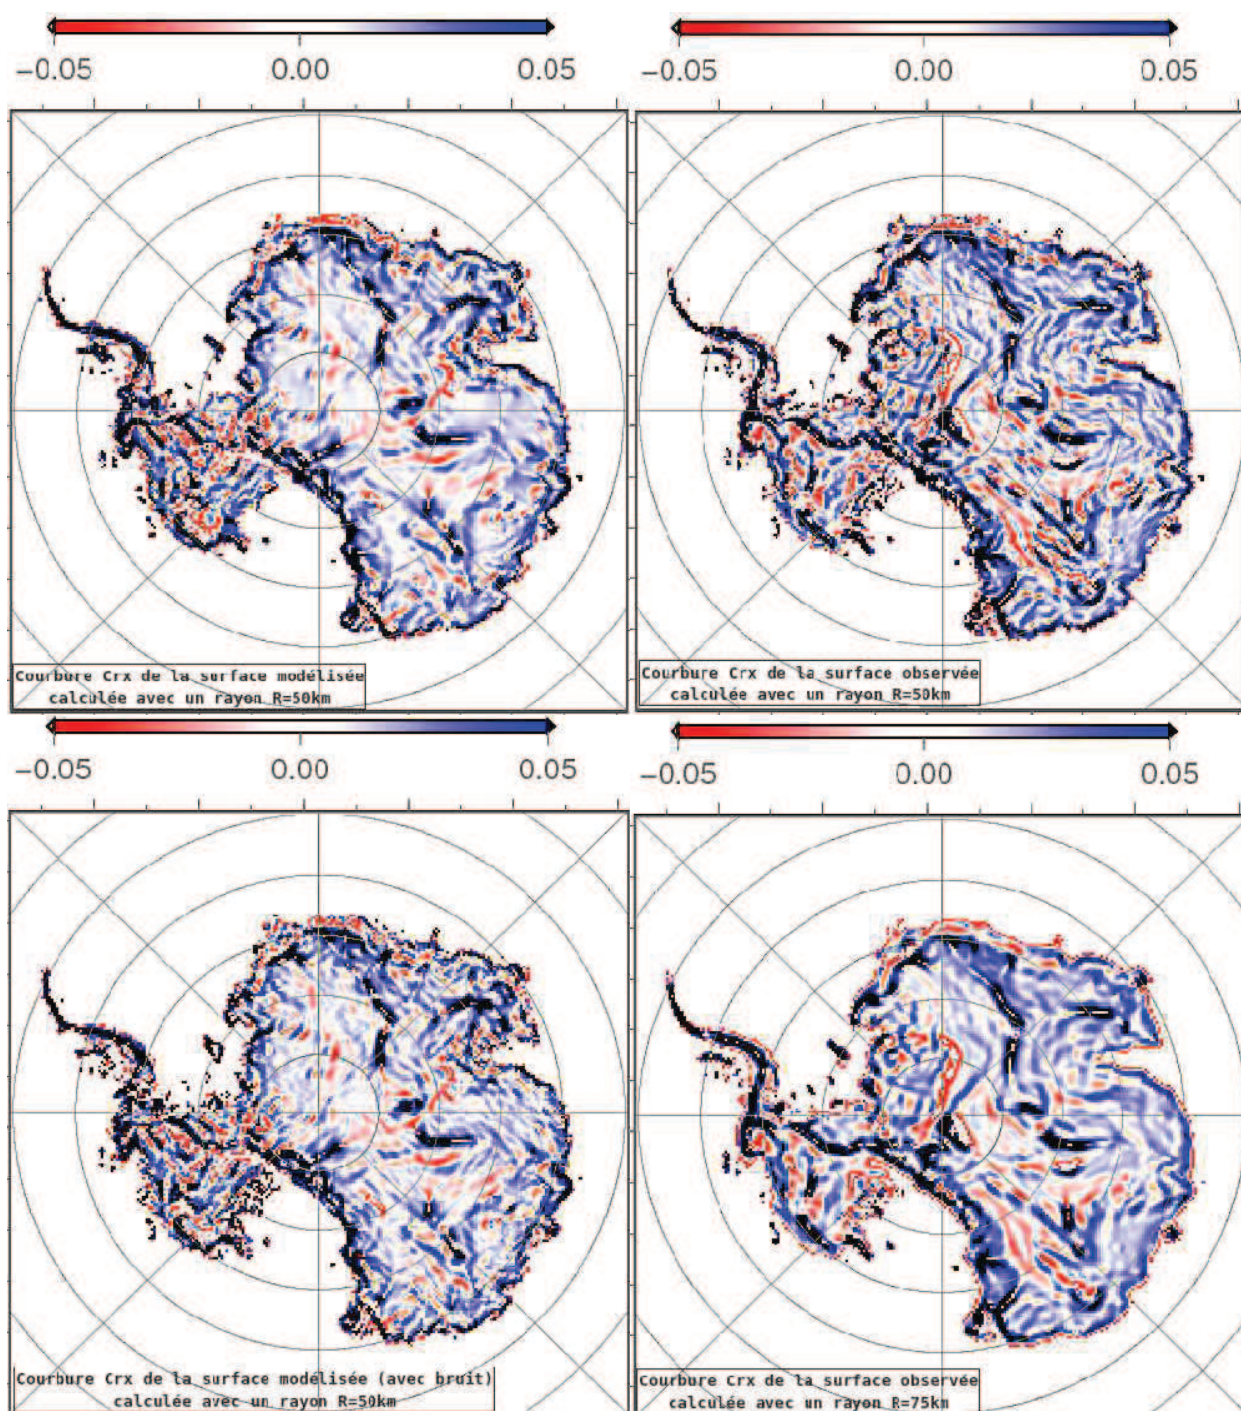 −0.05 0.00 0.05
−0.05 0.00 0.05
Courbure Crx de la surface modélisée
calculée avec un rayon R=50km
Courbure Crx de la surface observée
calculée avec un rayon R=50km
−0.05 0.00 0.05
−0.05 0.00 0.05
Courbure Crx de la surface modélisée (avec bruit)
calculée avec un rayon R=50km
Courbure Crx de la surface observée
calculée avec un rayon R=75km